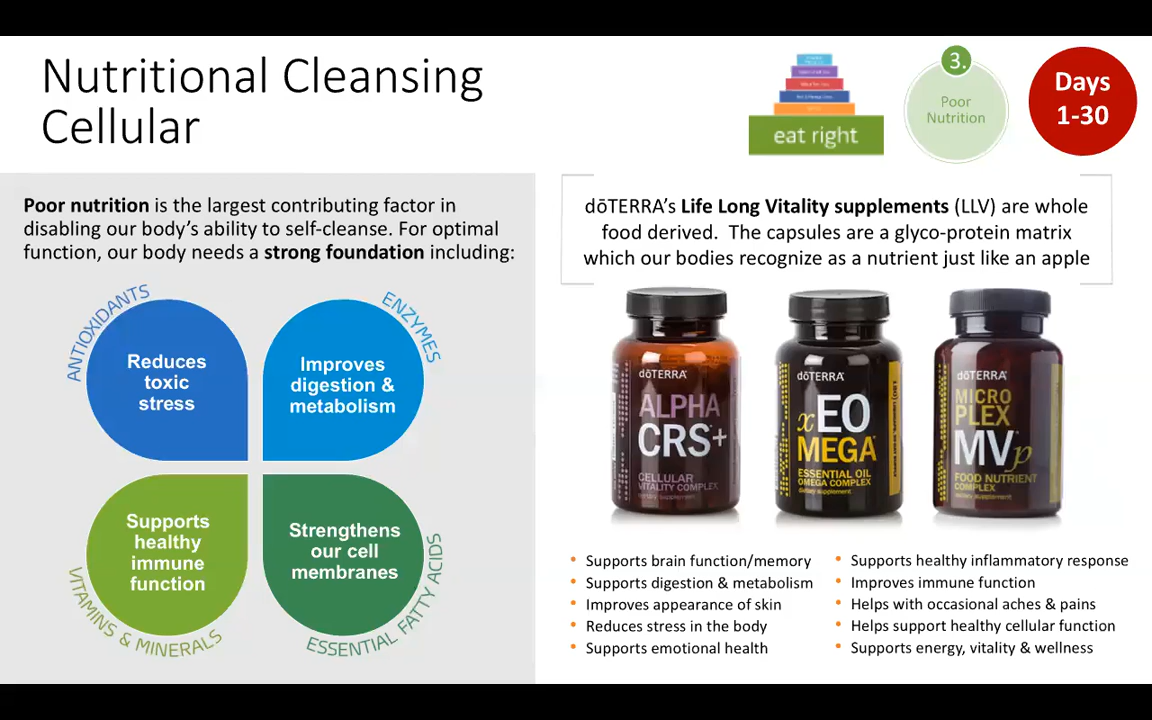 Nutritional Cleansing
Cellular
eat right
3.
Poor
Nutrition
Days
1-30
Poor nutrition is the largest contributing factor in
disabling our body's ability to self-cleanse. For optimal
function, our body needs a strong foundation including:
ANTIOXIDANTS
Reduces
toxic
stress
ENZYMES
Improves
digestion &
metabolism
Supports
healthy
immune
function
VITAMINS & MINERALS
Strengthens
our cell
membranes
ESSENTIAL FATTY ACIDS
dōTERRA's Life Long Vitality supplements (LLV) are whole
food derived. The capsules are a glyco-protein matrix
which our bodies recognize as a nutrient just like an apple
dōTERRA
ALPHA
CRS+
CELLULAR
VITALITY COMPLEX
dietary supplement
dōTERRA
xEO
MEGA
ESSENTIAL OIL
OMEGA COMPLEX
dietary supplement
dōTERRA
MICRO
PLEX
MVp
FOOD NUTRIENT
COMPLEX
dietary supplement
• Supports brain function/memory
• Supports digestion & metabolism
• Improves appearance of skin
• Reduces stress in the body
• Supports emotional health
• Supports healthy inflammatory response
• Improves immune function
• Helps with occasional aches & pains
• Helps support healthy cellular function
• Supports energy, vitality & wellness